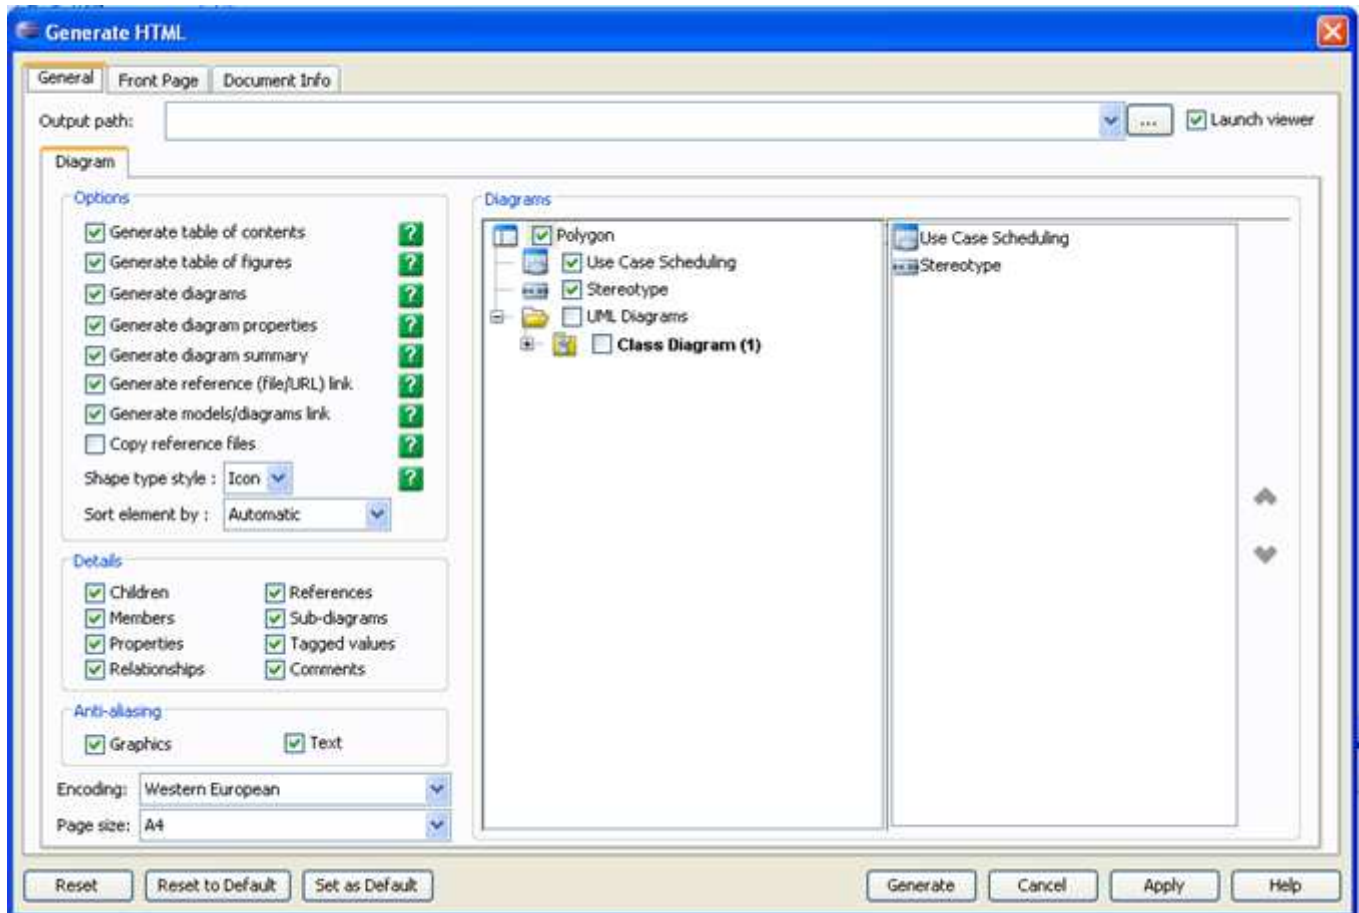 Generate HTML
General Front Page Document Info
Output path: ... Launch viewer
Diagram
Options
Generate table of contents ?
Generate table of figures ?
Generate diagrams ?
Generate diagram properties ?
Generate diagram summary ?
Generate reference (file/URL) link ?
Generate models/diagrams link ?
Copy reference files ?
Shape type style : Icon ?
Sort element by : Automatic
Details
Children References
Members Sub-diagrams
Properties Tagged values
Relationships Comments
Anti-aliasing
Graphics Text
Encoding: Western European
Page size: A4
Diagrams
Polygon
Use Case Scheduling
Stereotype
UML Diagrams
Class Diagram (1)
Use Case Scheduling
Stereotype
Reset Reset to Default Set as Default Generate Cancel Apply Help